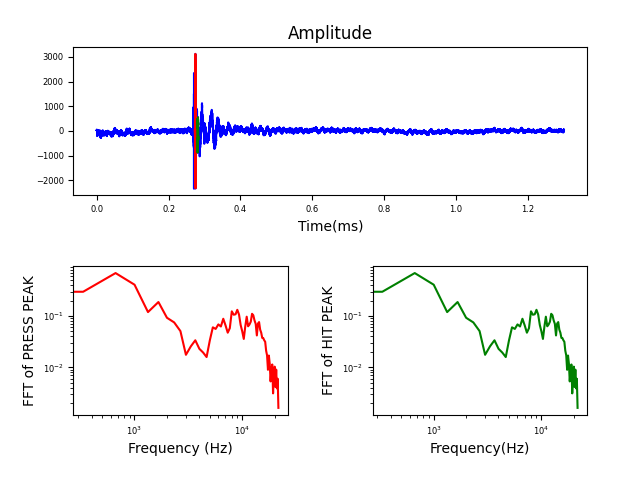 Amplitude
3000
2000
1000
0
−1000
−2000
0.0 0.2 0.4 0.6 0.8 1.0 1.2
Time(ms)
FFT of PRESS PEAK
10⁻¹
10⁻²
10³ 10⁴
Frequency (Hz)
FFT of HIT PEAK
10⁻¹
10⁻²
10³ 10⁴
Frequency(Hz)